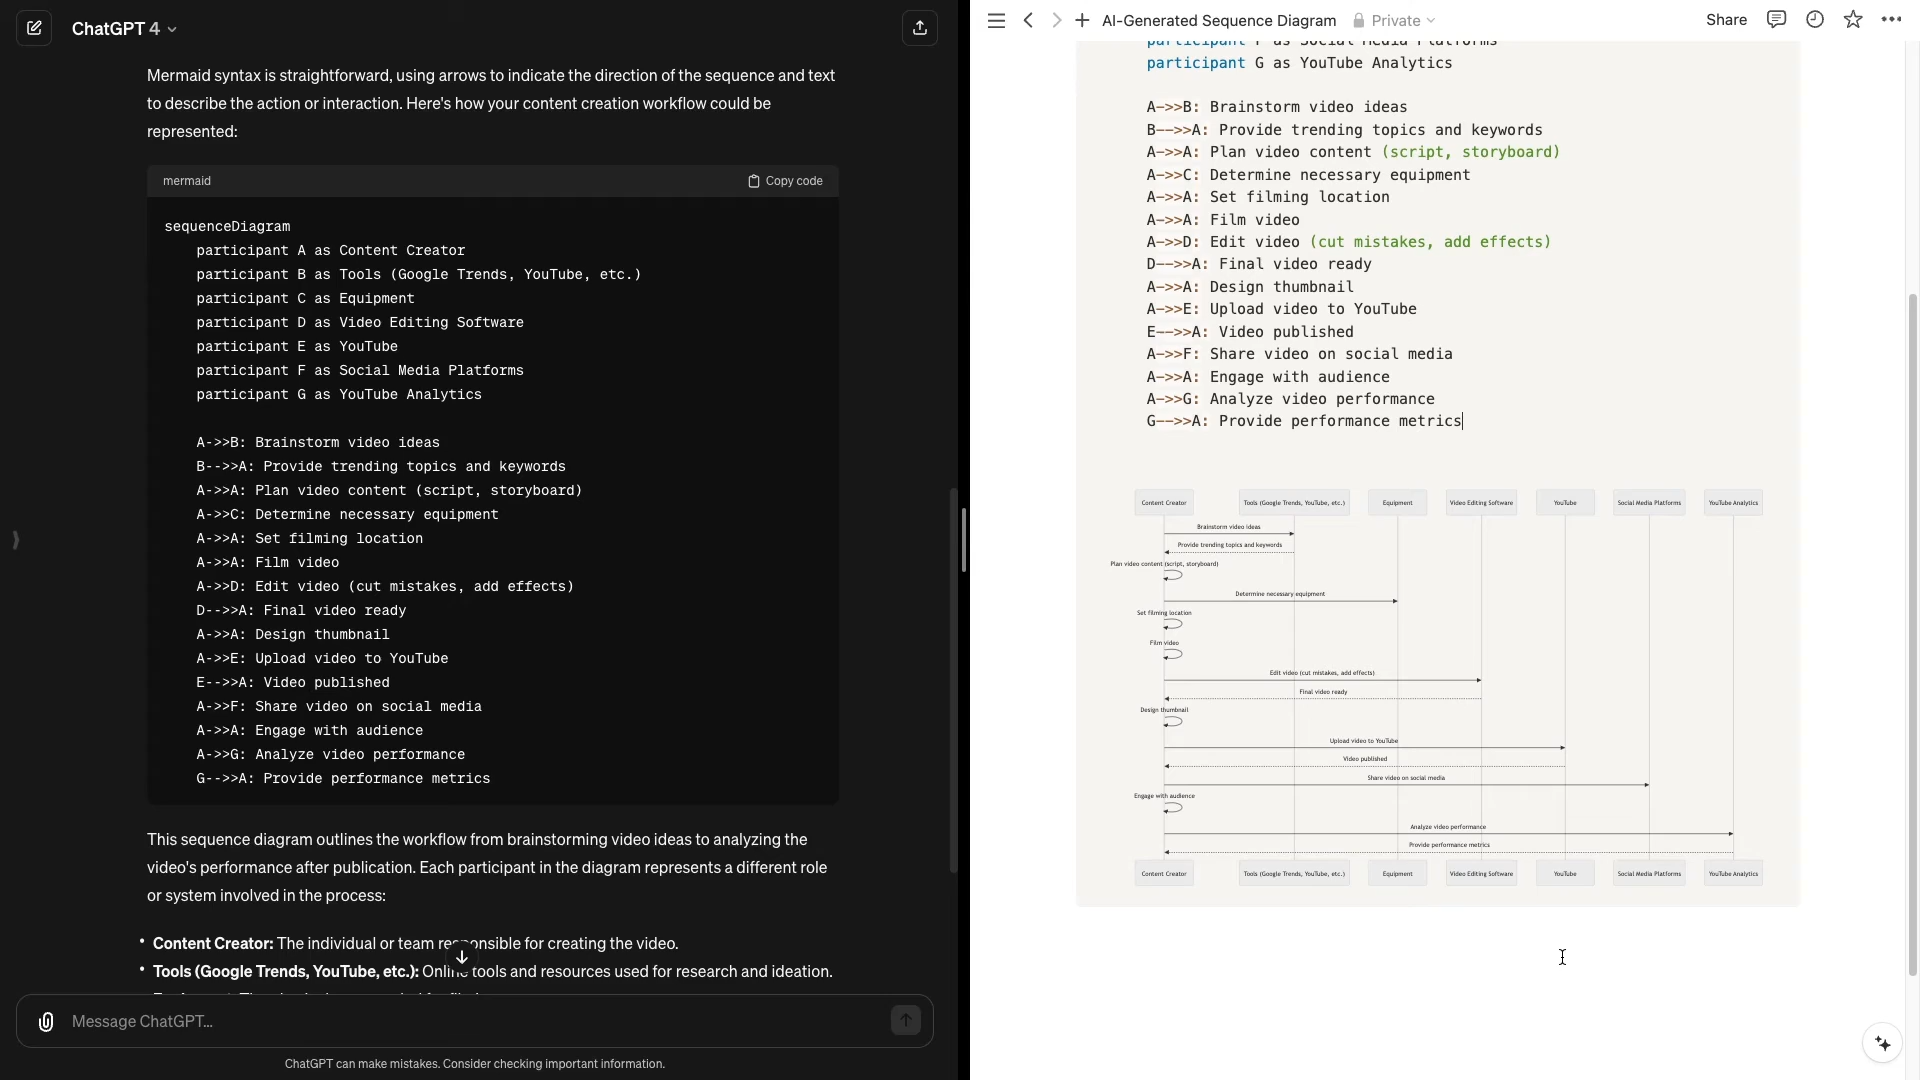 ChatGPT 4
Mermaid syntax is straightforward, using arrows to indicate the direction of the sequence and text
to describe the action or interaction. Here's how your content creation workflow could be
represented:
mermaid
Copy code
sequenceDiagram
participant A as Content Creator
participant B as Tools (Google Trends, YouTube, etc.)
participant C as Equipment
participant D as Video Editing Software
participant E as YouTube
participant F as Social Media Platforms
participant G as YouTube Analytics
A->>B: Brainstorm video ideas
B-->>A: Provide trending topics and keywords
A->>A: Plan video content (script, storyboard)
A->>C: Determine necessary equipment
A->>A: Set filming location
A->>A: Film video
A->>D: Edit video (cut mistakes, add effects)
D-->>A: Final video ready
A->>A: Design thumbnail
A->>E: Upload video to YouTube
E-->>A: Video published
A->>F: Share video on social media
A->>A: Engage with audience
A->>G: Analyze video performance
G-->>A: Provide performance metrics
This sequence diagram outlines the workflow from brainstorming video ideas to analyzing the
video's performance after publication. Each participant in the diagram represents a different role
or system involved in the process:
• Content Creator: The individual or team responsible for creating the video.
• Tools (Google Trends, YouTube, etc.): Online tools and resources used for research and ideation.
Message ChatGPT...
ChatGPT can make mistakes. Consider checking important information.
AI-Generated Sequence Diagram
Private
Share
participant F as Social Media Platforms
participant G as YouTube Analytics
A->>B: Brainstorm video ideas
B-->>A: Provide trending topics and keywords
A->>A: Plan video content (script, storyboard)
A->>C: Determine necessary equipment
A->>A: Set filming location
A->>A: Film video
A->>D: Edit video (cut mistakes, add effects)
D-->>A: Final video ready
A->>A: Design thumbnail
A->>E: Upload video to YouTube
E-->>A: Video published
A->>F: Share video on social media
A->>A: Engage with audience
A->>G: Analyze video performance
G-->>A: Provide performance metrics
Content Creator
Tools (Google Trends, YouTube, etc.)
Equipment
Video Editing Software
YouTube
Social Media Platforms
YouTube Analytics
Brainstorm video ideas
Provide trending topics and keywords
Plan video content (script, storyboard)
Determine necessary equipment
Set filming location
Film video
Edit video (cut mistakes, add effects)
Final video ready
Design thumbnail
Upload video to YouTube
Video published
Share video on social media
Engage with audience
Analyze video performance
Provide performance metrics
Content Creator
Tools (Google Trends, YouTube, etc.)
Equipment
Video Editing Software
YouTube
Social Media Platforms
YouTube Analytics